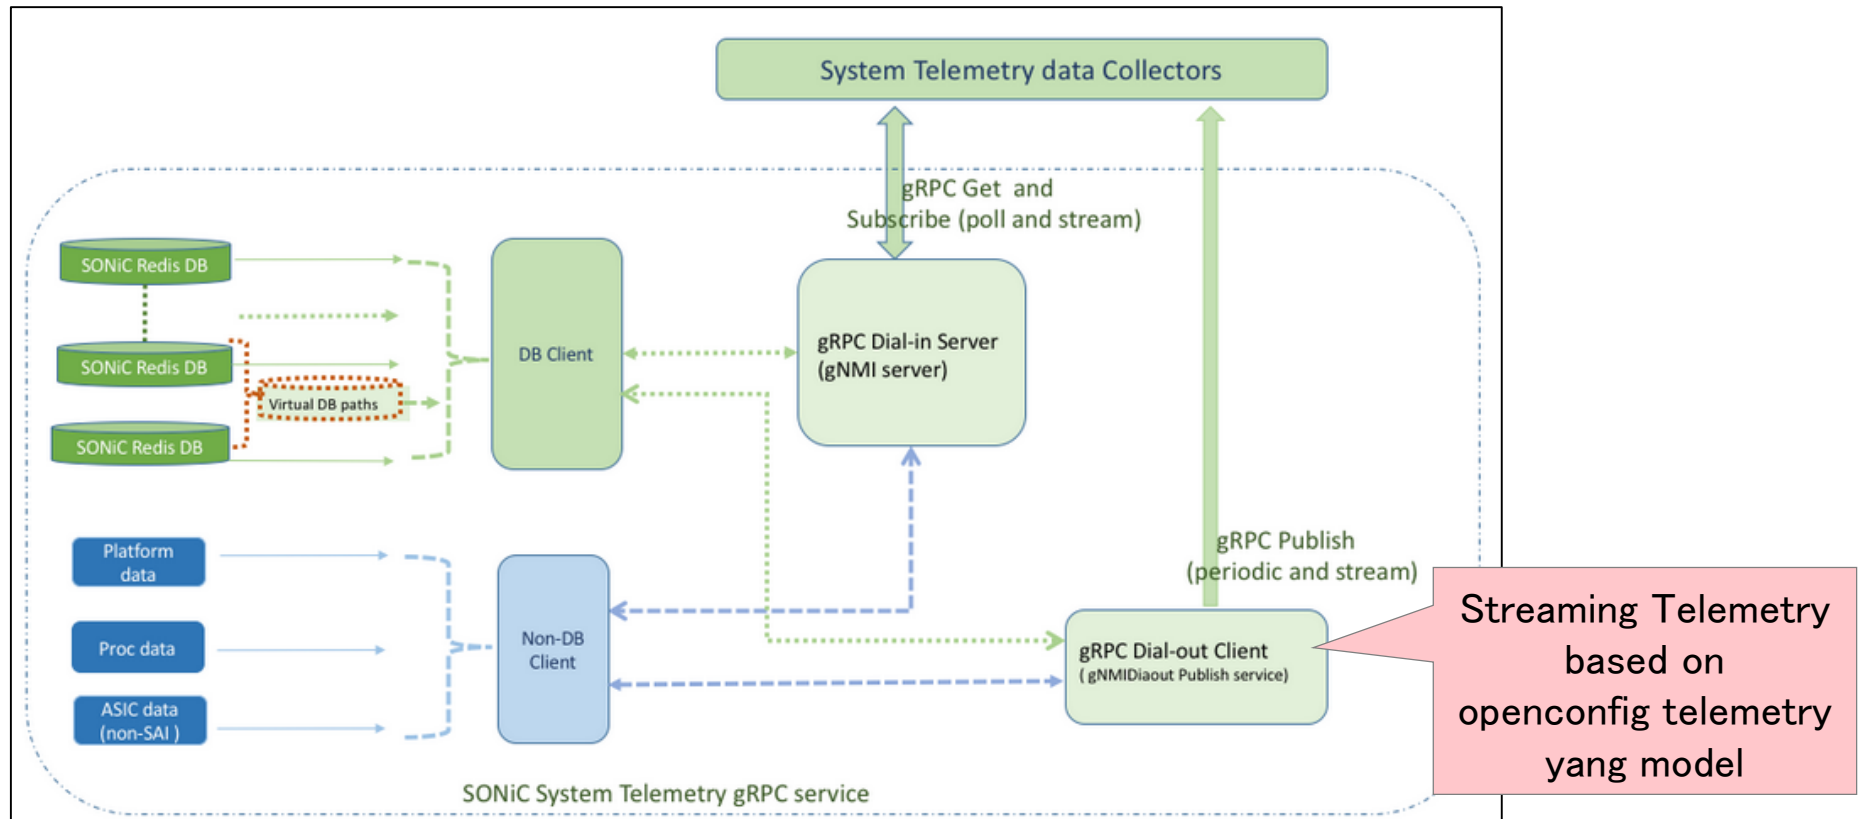 System Telemetry data Collectors
gRPC Get and
Subscribe (poll and stream)
SONiC Redis DB
SONiC Redis DB
Virtual DB paths
SONiC Redis DB
DB Client
gRPC Dial-in Server
(gNMI server)
Platform
data
Proc data
ASIC data
(non-SAI )
Non-DB
Client
gRPC Publish
(periodic and stream)
gRPC Dial-out Client
( gNMIDiaout Publish service)
Streaming Telemetry
based on
openconfig telemetry
yang model
SONiC System Telemetry gRPC service